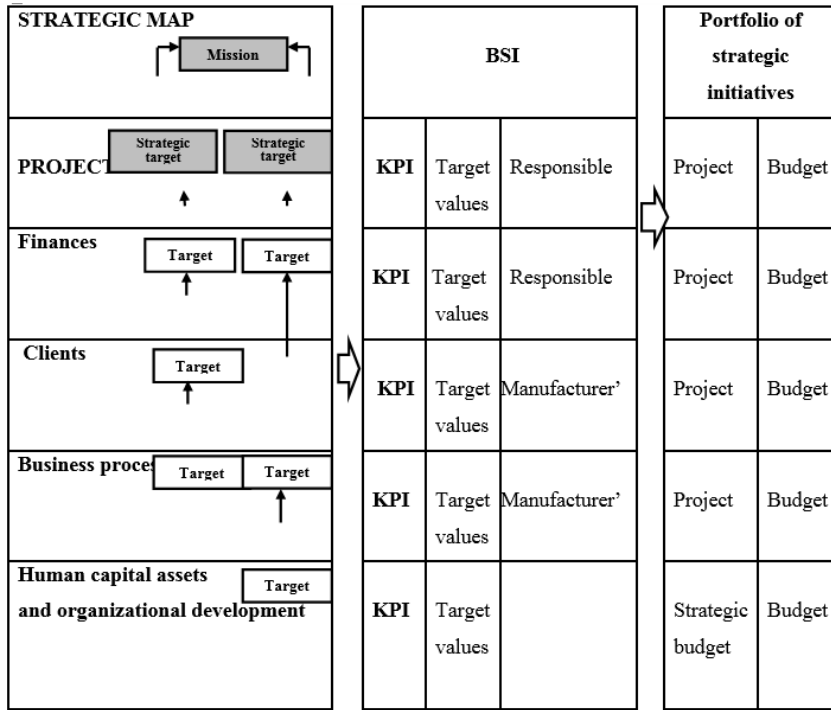 STRATEGIC MAP
Mission
BSI
Portfolio of
strategic
initiatives
PROJECT
Strategic
target
Strategic
target
KPI
Target
values
Responsible
Project
Budget
Finances
Target
Target
KPI
Target
values
Responsible
Project
Budget
Clients
Target
KPI
Target
values
Manufacturer’
Project
Budget
Business proces
Target
Target
KPI
Target
values
Manufacturer’
Project
Budget
Human capital assets
and organizational development
Target
KPI
Target
values
Strategic
budget
Budget